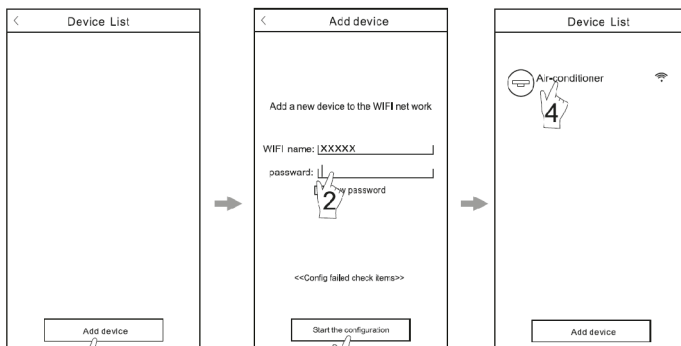 Device List
Add device
Add device
Add a new device to the WIFI net work
WIFI name: XXXXX
passward:
password
2
<<Config failed check items>>
Start the configuration
Device List
Air-conditioner
4
Add device